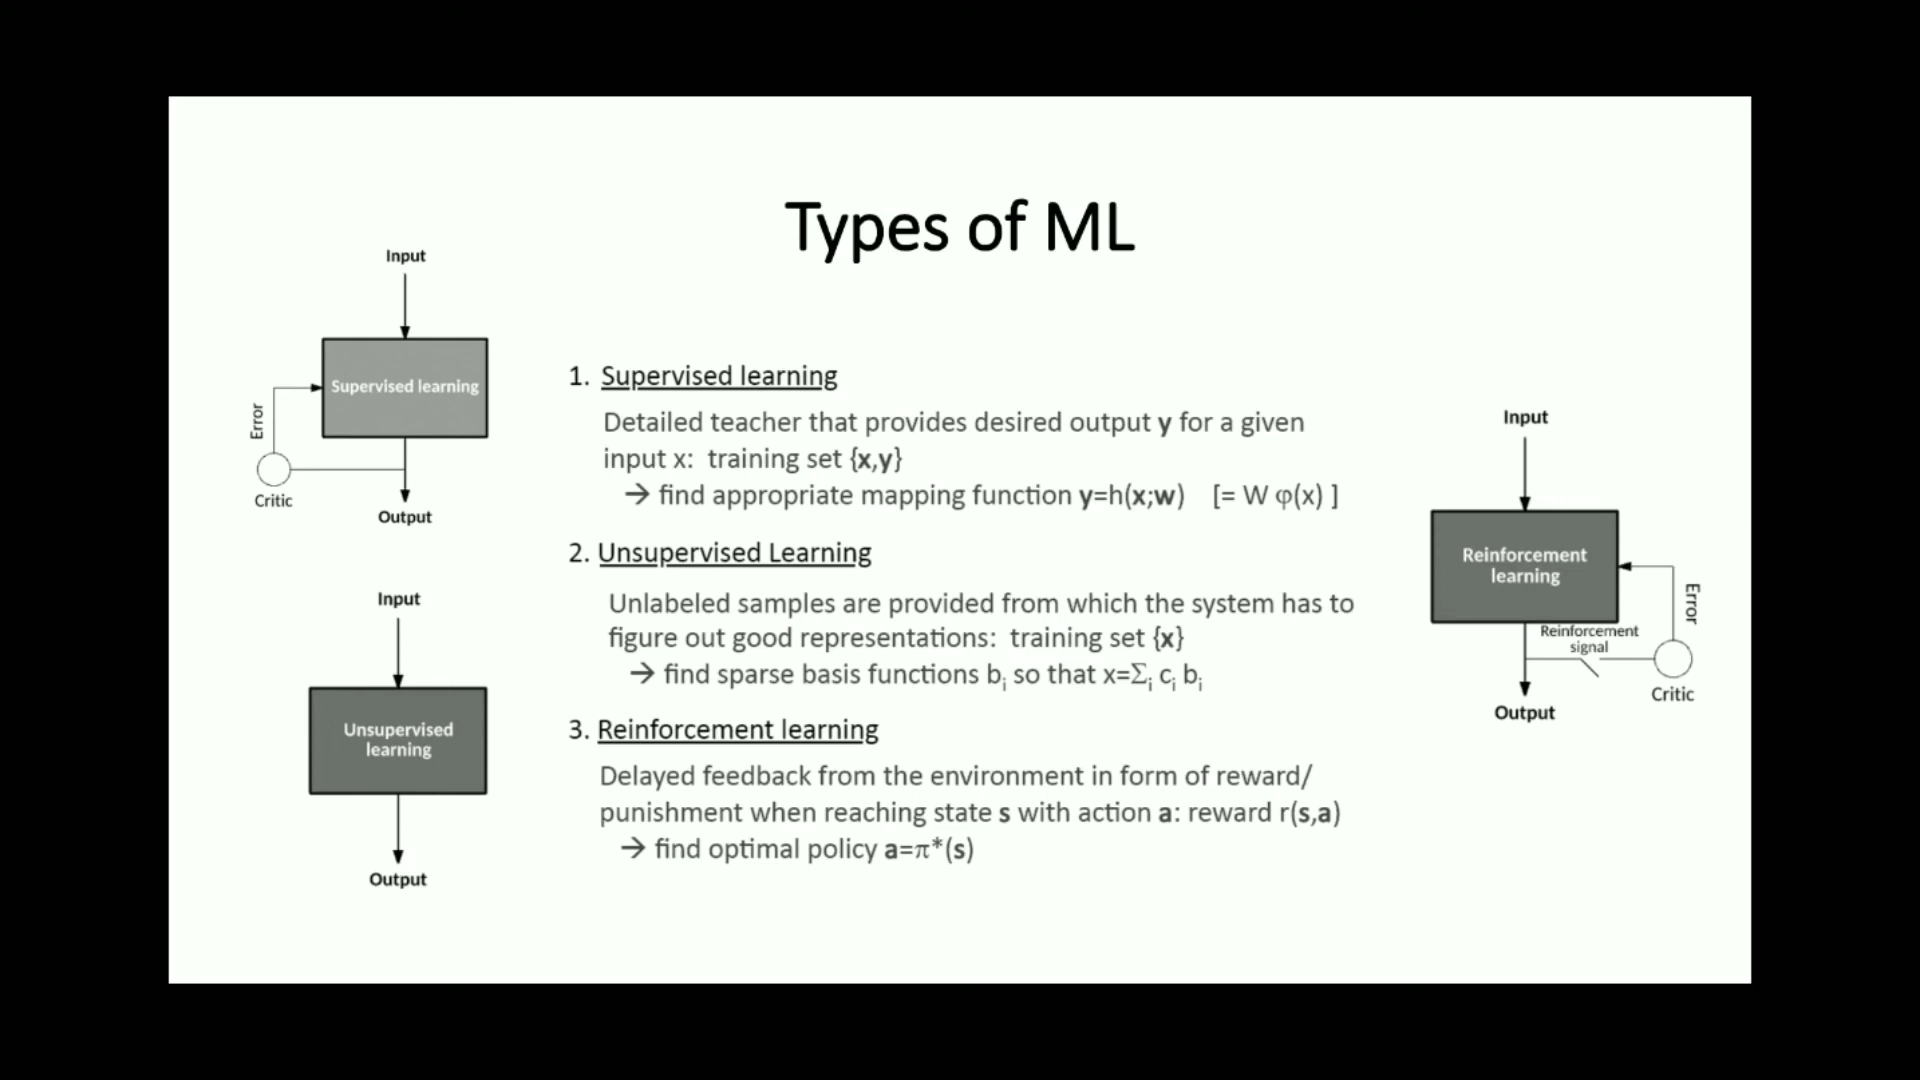 Types of ML
Input
Supervised learning
Error
Critic
Output
Input
Unsupervised
learning
Output
1. Supervised learning
Detailed teacher that provides desired output y for a given
input x: training set {x,y}
→ find appropriate mapping function y=h(x;w) [= W φ(x) ]
2. Unsupervised Learning
Unlabeled samples are provided from which the system has to
figure out good representations: training set {x}
→ find sparse basis functions bᵢ so that x=Σᵢ cᵢ bᵢ
3. Reinforcement learning
Delayed feedback from the environment in form of reward/
punishment when reaching state s with action a: reward r(s,a)
→ find optimal policy a=π*(s)
Input
Reinforcement
learning
Error
Reinforcement
signal
Critic
Output